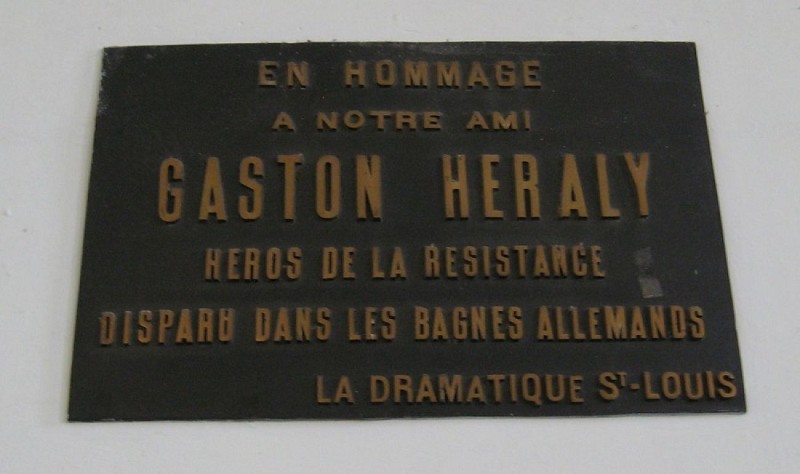 EN HOMMAGE
A NOTRE AMI
GASTON HERALY
HEROS DE LA RESISTANCE
DISPARU DANS LES BAGNES ALLEMANDS
LA DRAMATIQUE ST-LOUIS